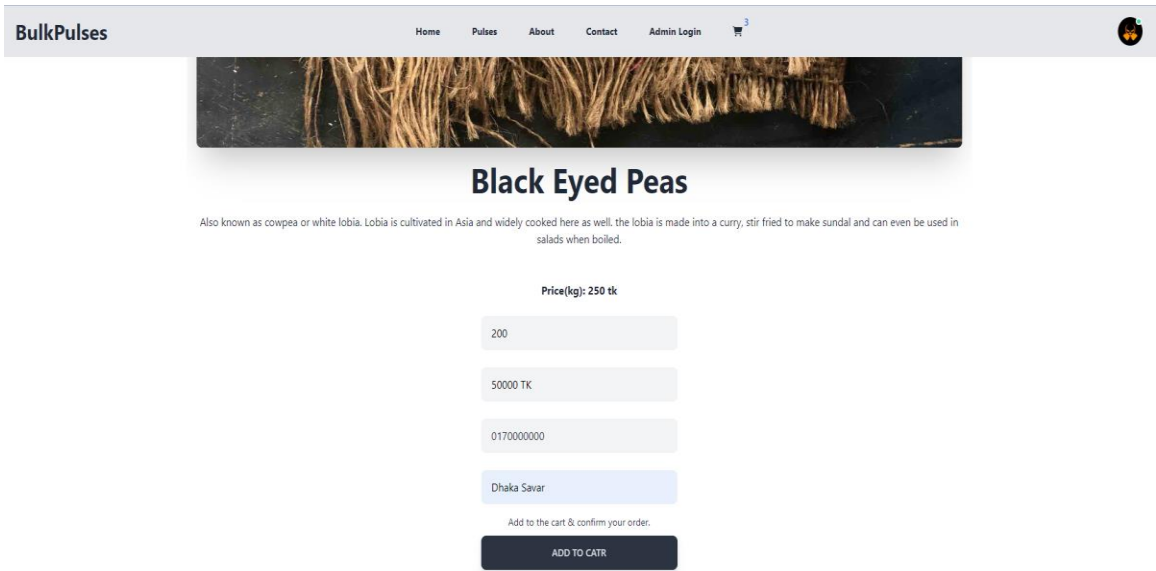 BulkPulses
Home Pulses About Contact Admin Login 3
Black Eyed Peas
Also known as cowpea or white lobia. Lobia is cultivated in Asia and widely cooked here as well. the lobia is made into a curry, stir fried to make sundal and can even be used in
salads when boiled.
Price(kg): 250 tk
200
50000 TK
0170000000
Dhaka Savar
Add to the cart & confirm your order.
ADD TO CATR